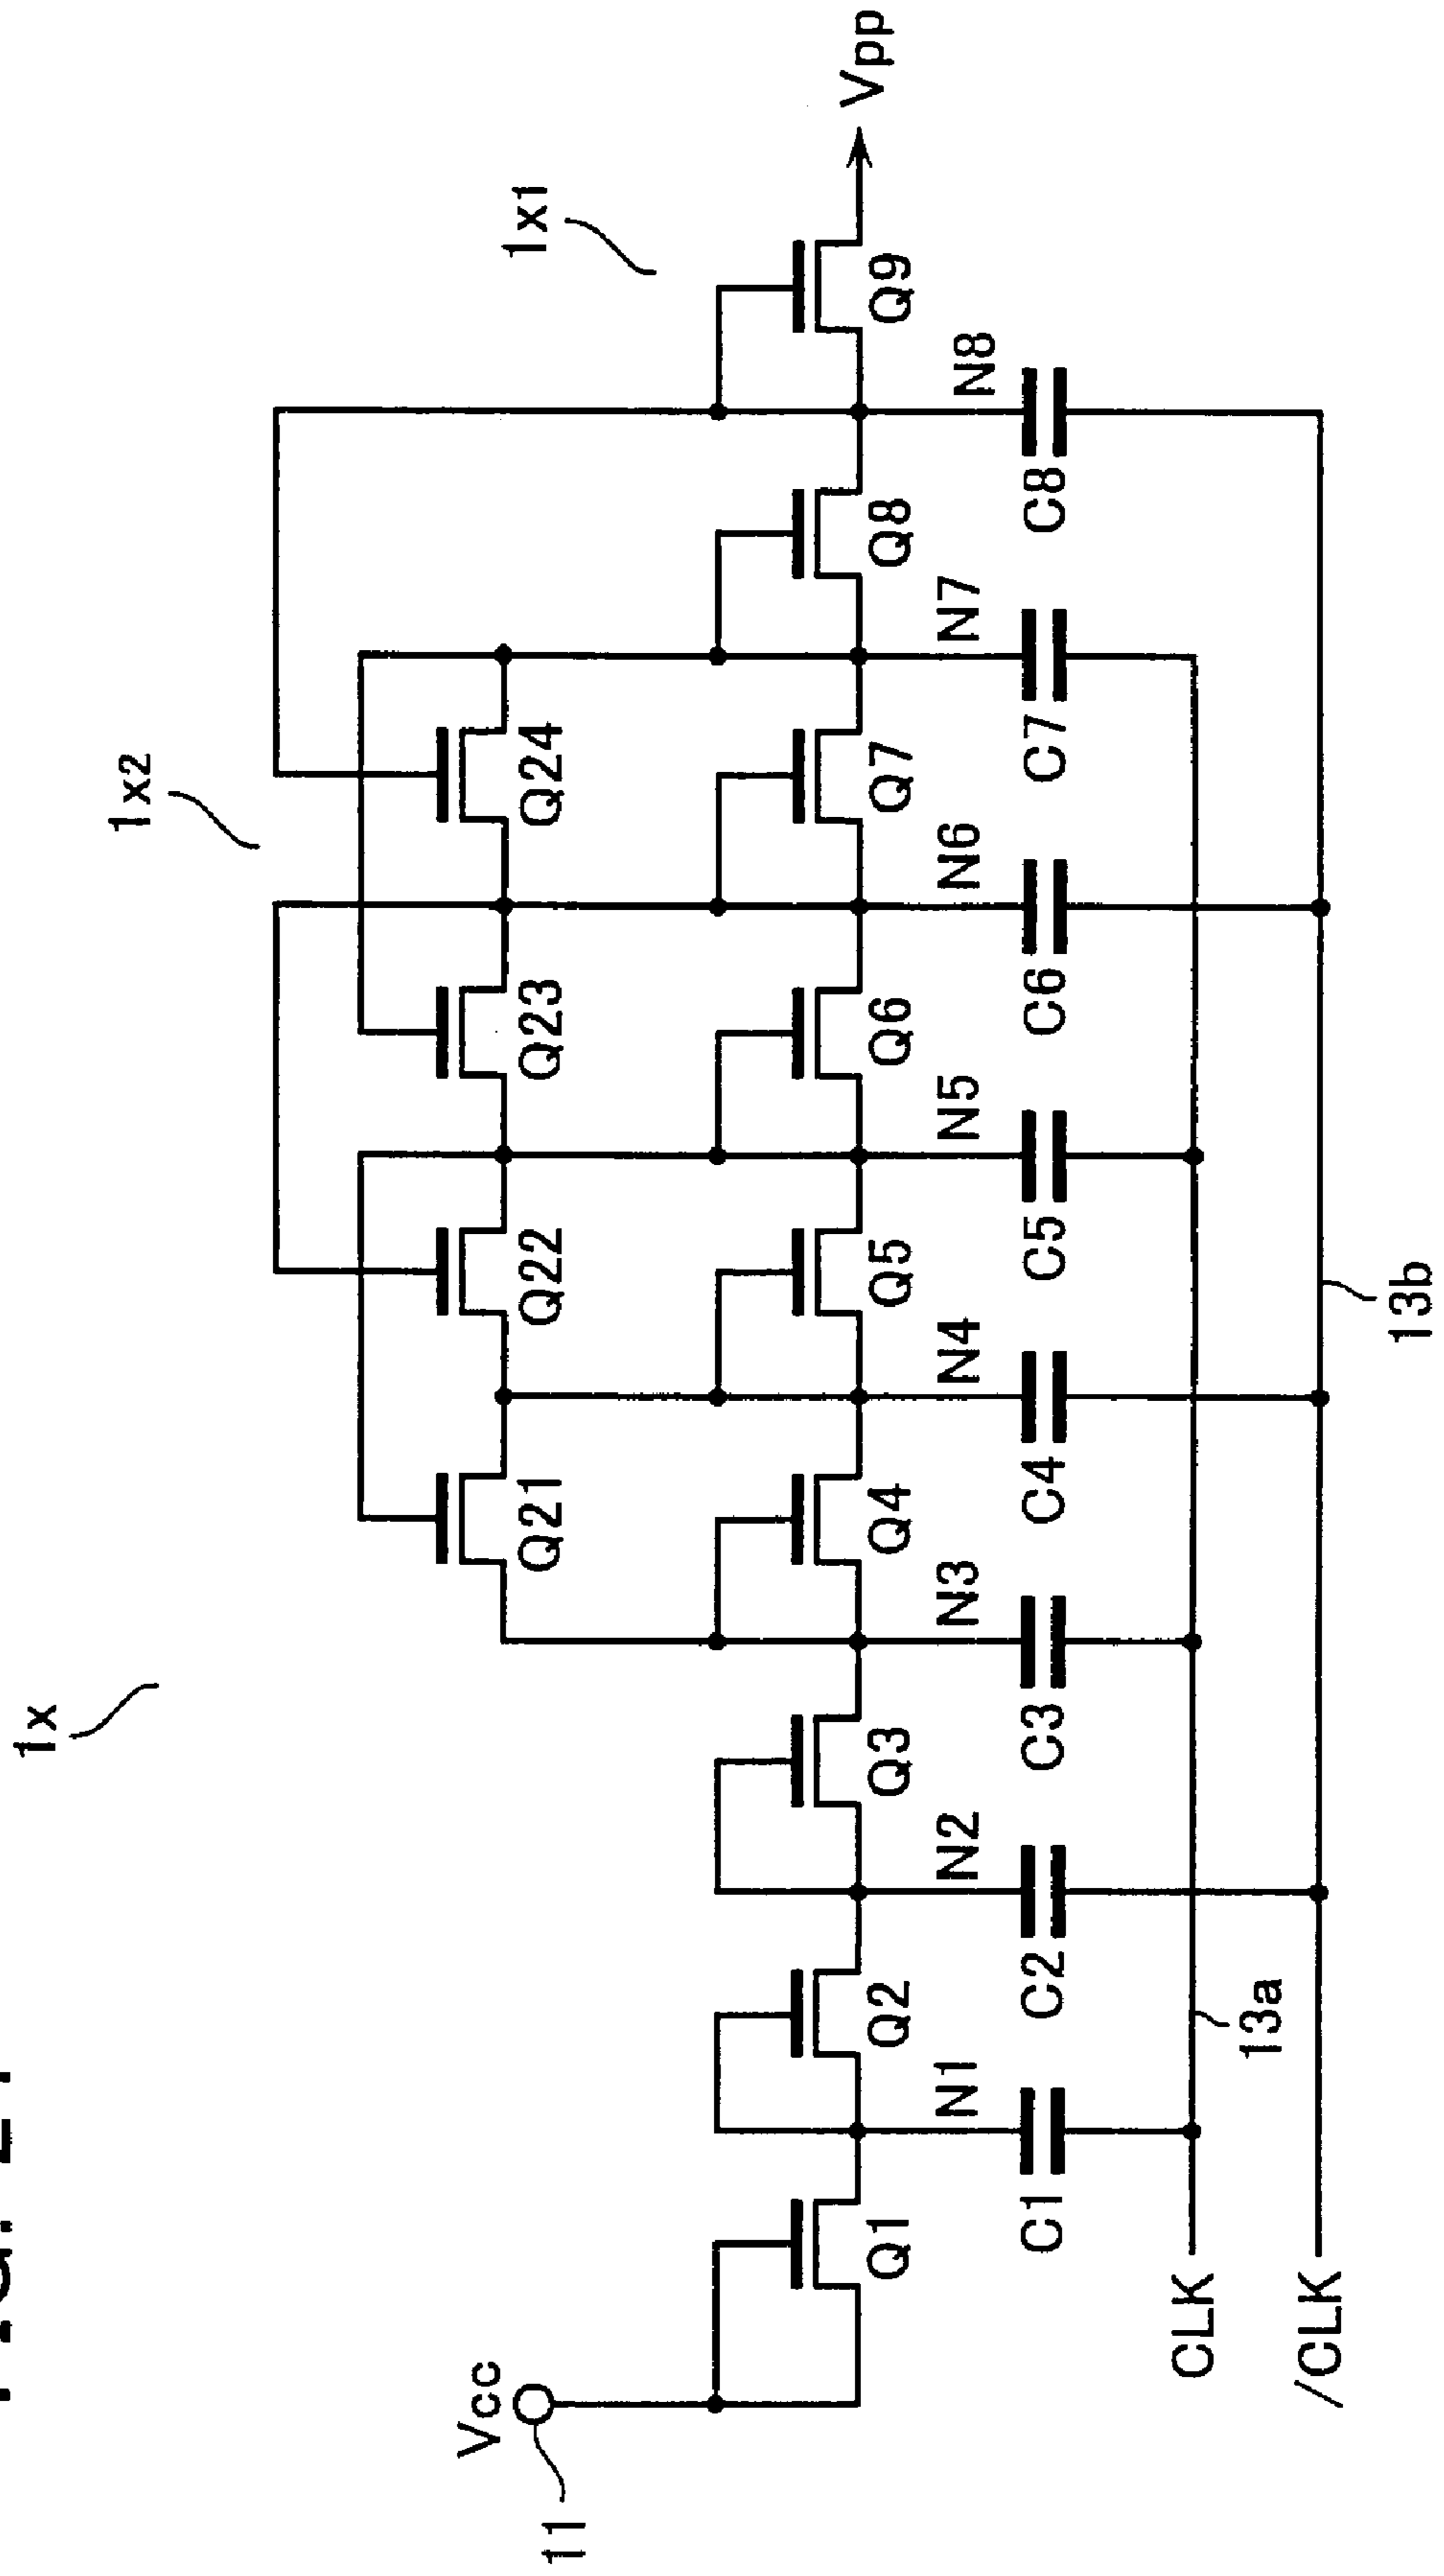 1x
1x2
1x1
Vcc
11
Vpp
Q21
Q22
Q23
Q24
Q1
Q2
Q3
Q4
Q5
Q6
Q7
Q8
Q9
N1
N2
N3
N4
N5
N6
N7
N8
C1
C2
C3
C4
C5
C6
C7
C8
CLK
13a
/CLK
13b